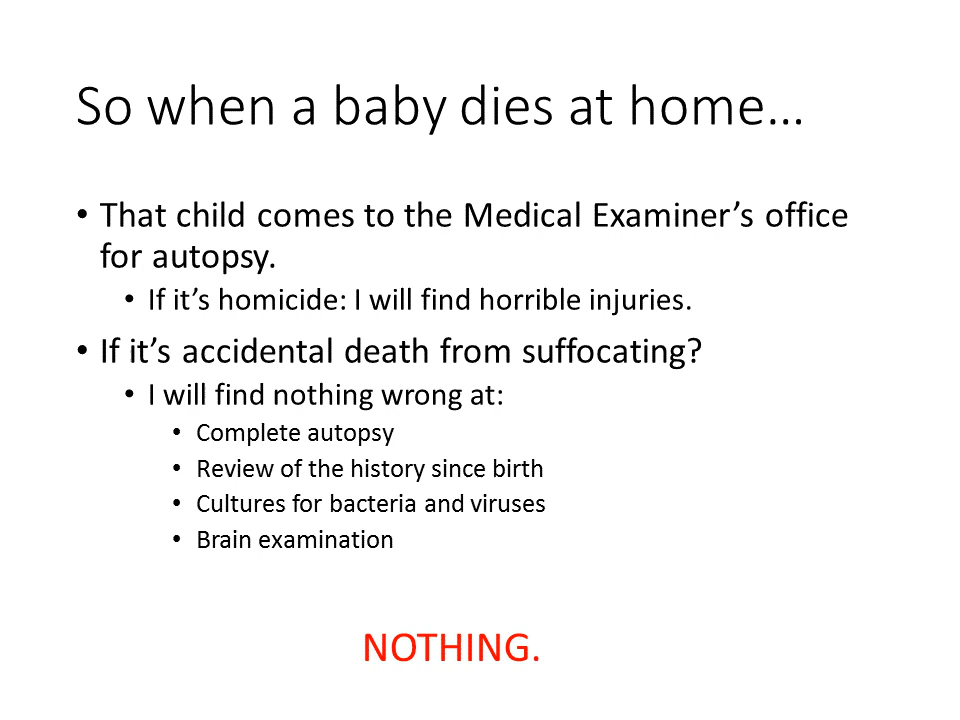 So when a baby dies at home…
• That child comes to the Medical Examiner’s office
for autopsy.
• If it’s homicide: I will find horrible injuries.
• If it’s accidental death from suffocating?
• I will find nothing wrong at:
• Complete autopsy
• Review of the history since birth
• Cultures for bacteria and viruses
• Brain examination
NOTHING.